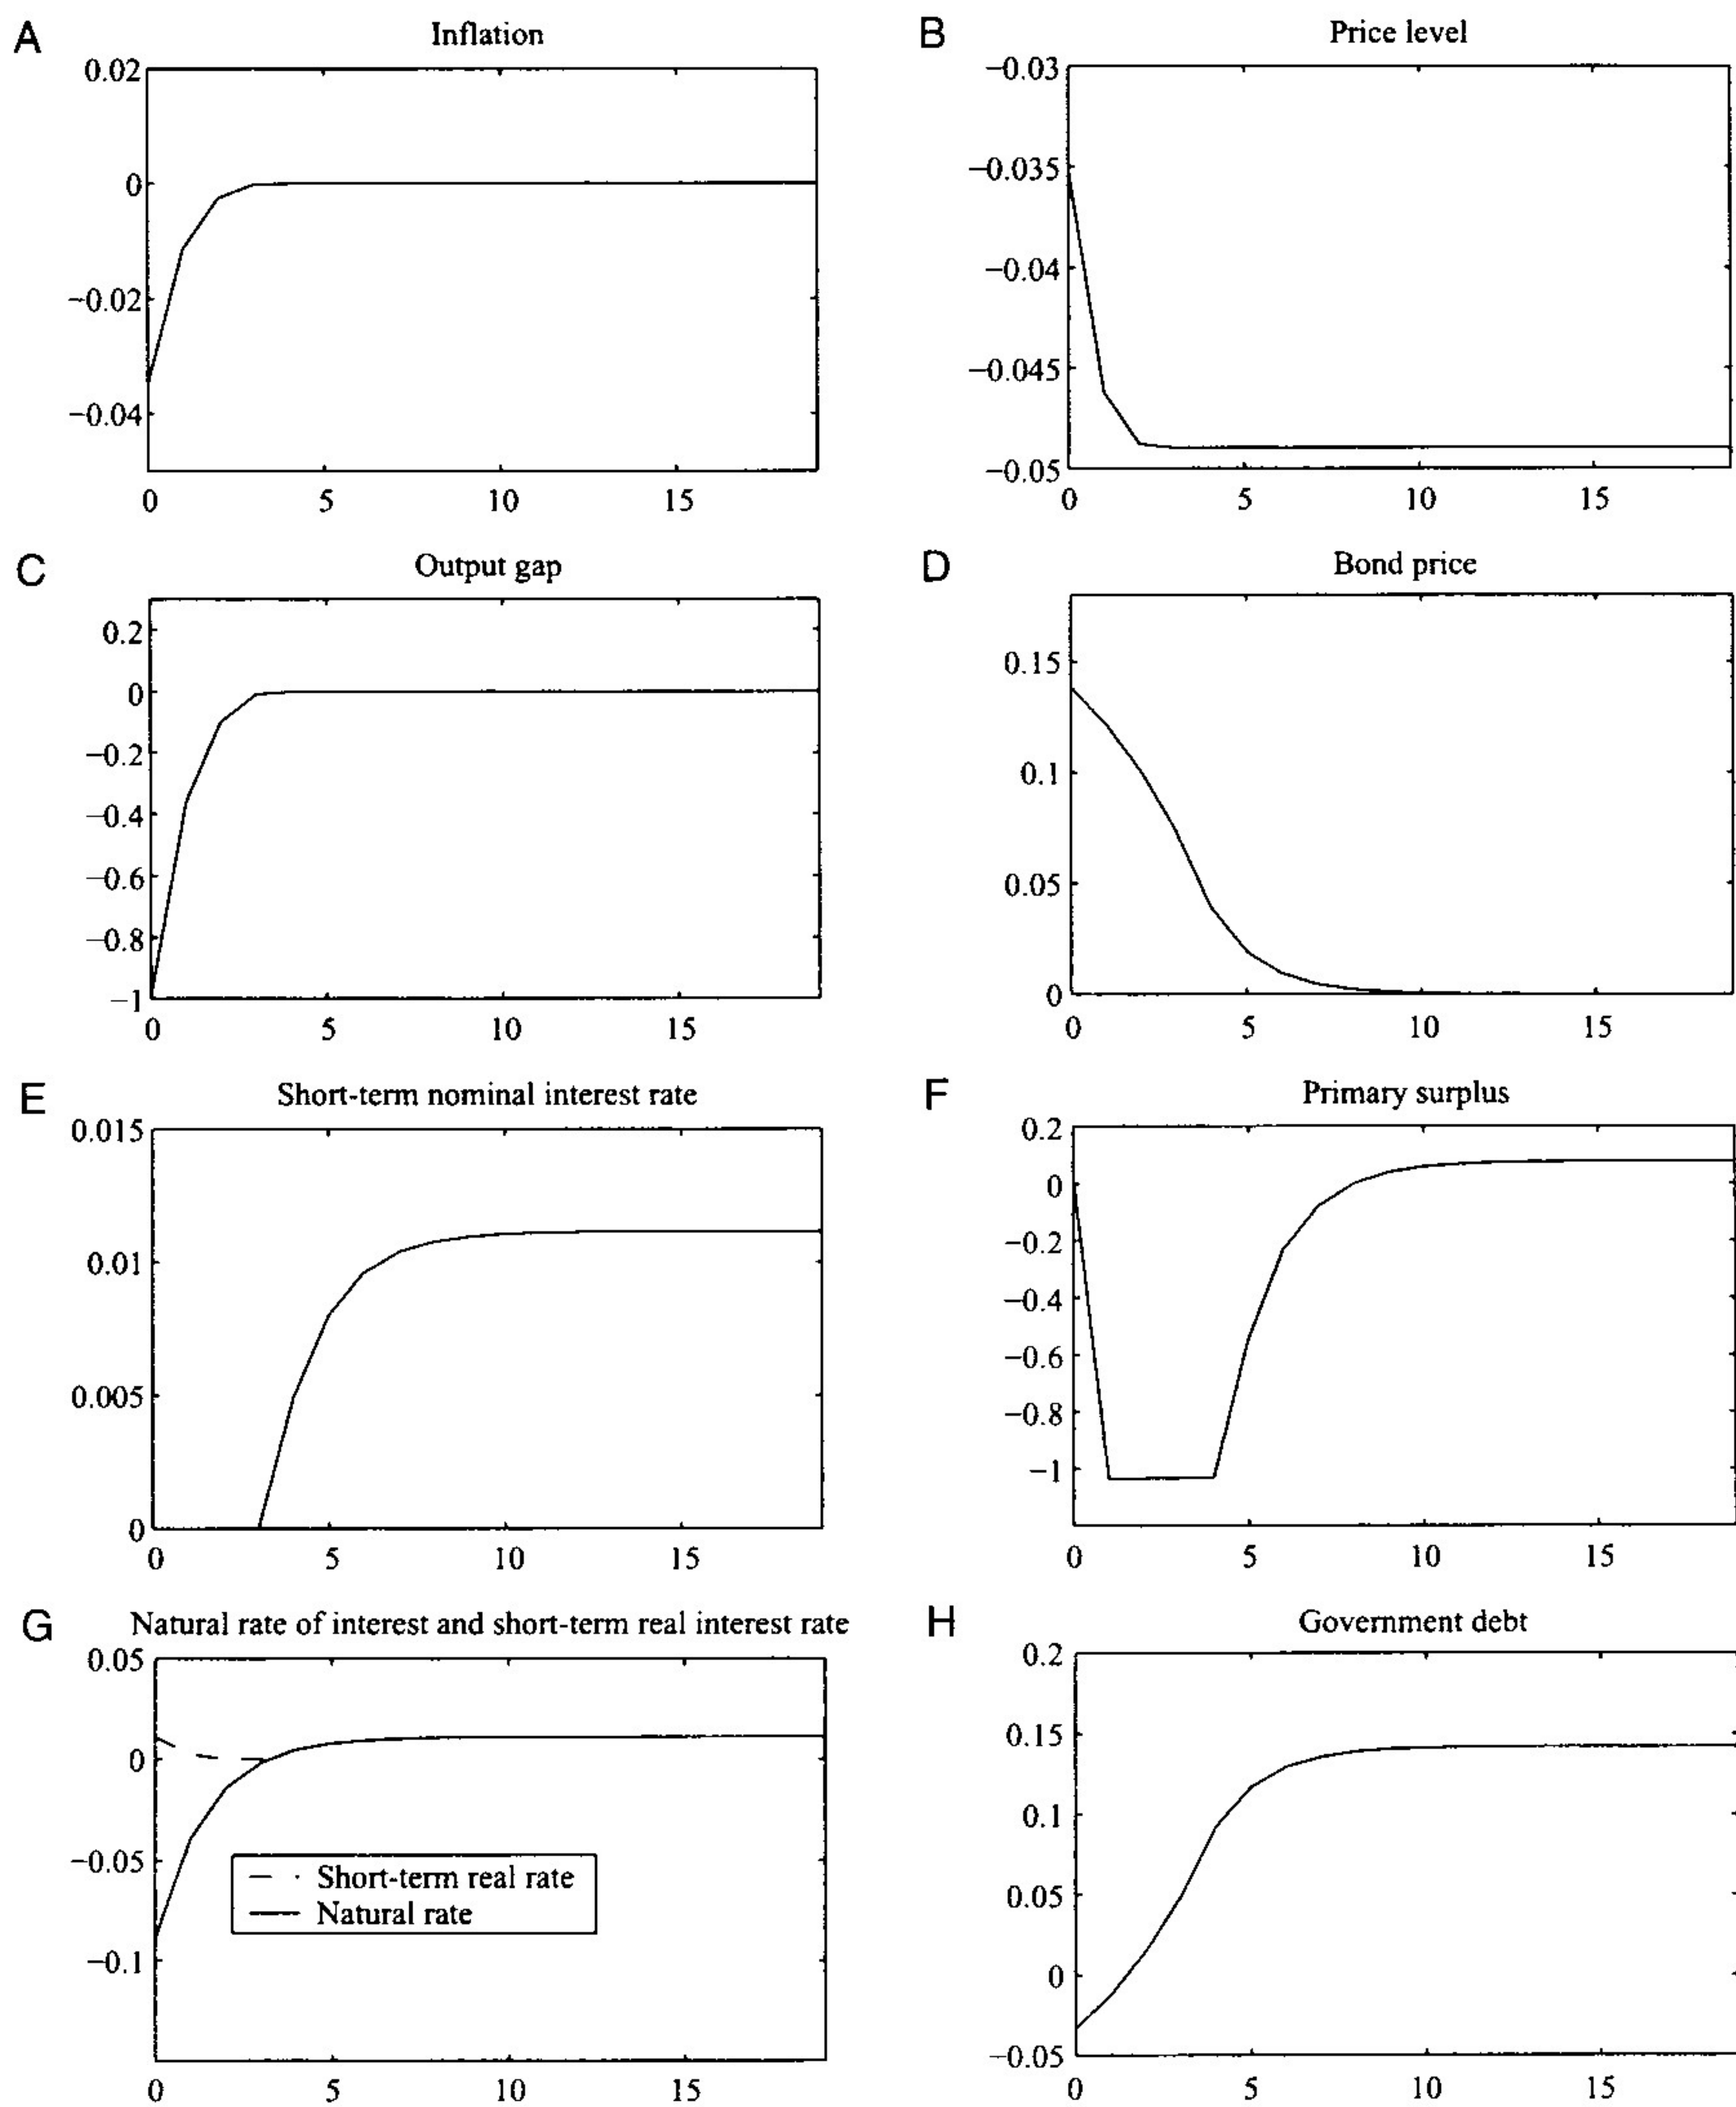 A
Inflation
0.02
0
−0.02
−0.04
0 5 10 15
B
Price level
−0.03
−0.035
−0.04
−0.045
−0.05
0 5 10 15
C
Output gap
0.2
0
−0.2
−0.4
−0.6
−0.8
−1
0 5 10 15
D
Bond price
0.15
0.1
0.05
0
0 5 10 15
E
Short-term nominal interest rate
0.015
0.01
0.005
0
0 5 10 15
F
Primary surplus
0.2
0
−0.2
−0.4
−0.6
−0.8
−1
0 5 10 15
G
Natural rate of interest and short-term real interest rate
0.05
0
−0.05
−0.1
Short-term real rate
Natural rate
0 5 10 15
H
Government debt
0.2
0.15
0.1
0.05
0
−0.05
0 5 10 15